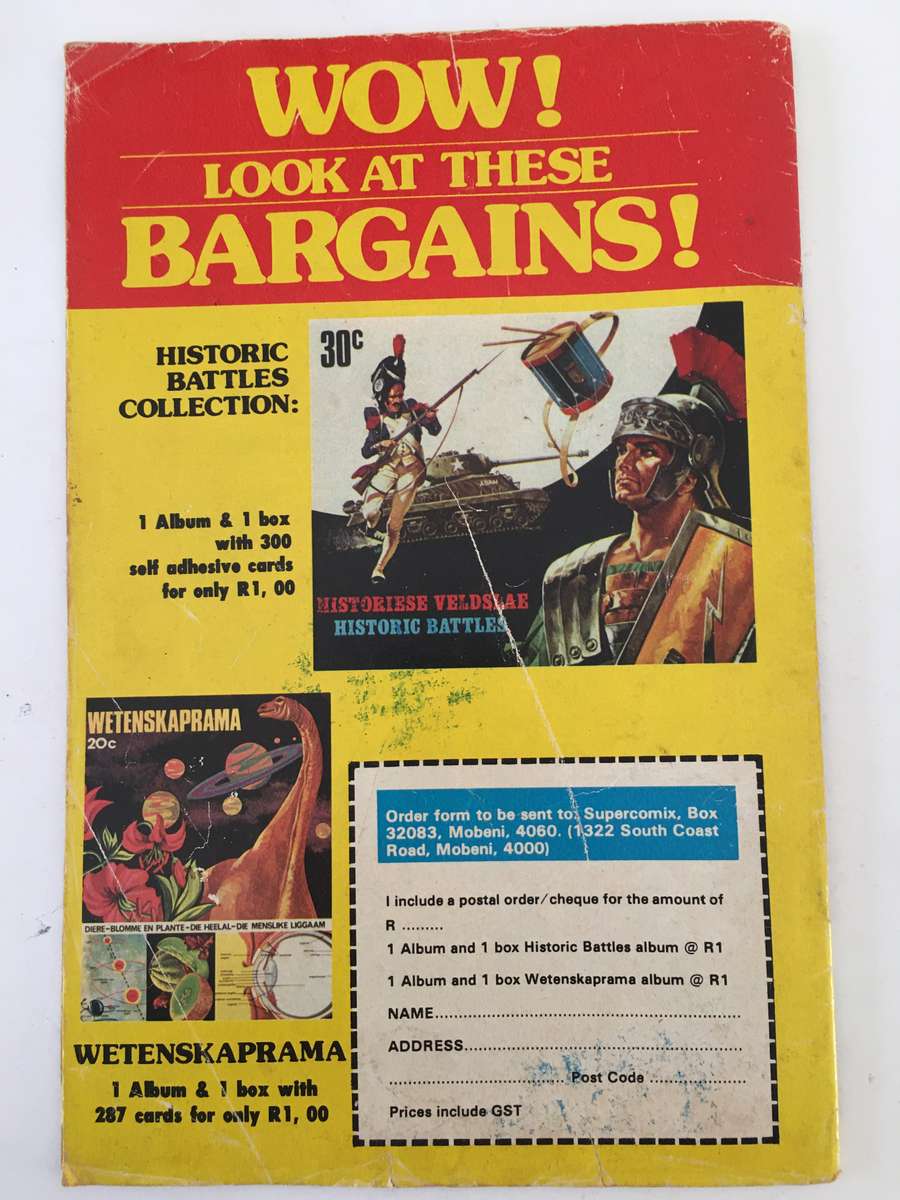 WOW!
LOOK AT THESE
BARGAINS!
HISTORIC
BATTLES
COLLECTION:
1 Album & 1 box
with 300
self adhesive cards
for only R1, 00
30c
HISTORIESE VELDSLAE
HISTORIC BATTLES
WETENSKAPRAMA
20c
DIERE-BLOMME EN PLANTE-DIE HEELAL-DIE MENSLIKE LIGGAAM
WETENSKAPRAMA
1 Album & 1 box with
287 cards for only R1, 00
Order form to be sent to: Supercomix, Box
32083, Mobeni, 4060. (1322 South Coast
Road, Mobeni, 4000)
I include a postal order/cheque for the amount of
R .........
1 Album and 1 box Historic Battles album @ R1
1 Album and 1 box Wetenskaprama album @ R1
NAME..........................................................
ADDRESS.....................................................
................................. Post Code ..................
Prices include GST